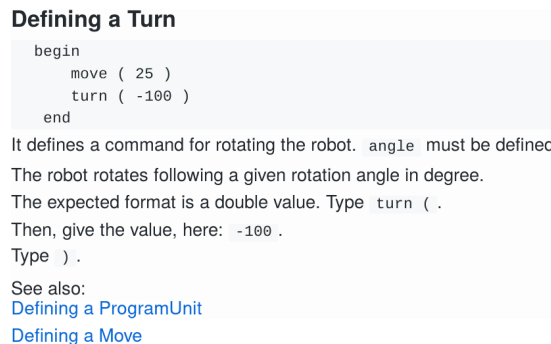 Defining a Turn
begin
move ( 25 )
turn ( -100 )
end
It defines a command for rotating the robot. angle must be defined
The robot rotates following a given rotation angle in degree.
The expected format is a double value. Type turn ( .
Then, give the value, here: -100 .
Type ) .
See also:
Defining a ProgramUnit
Defining a Move